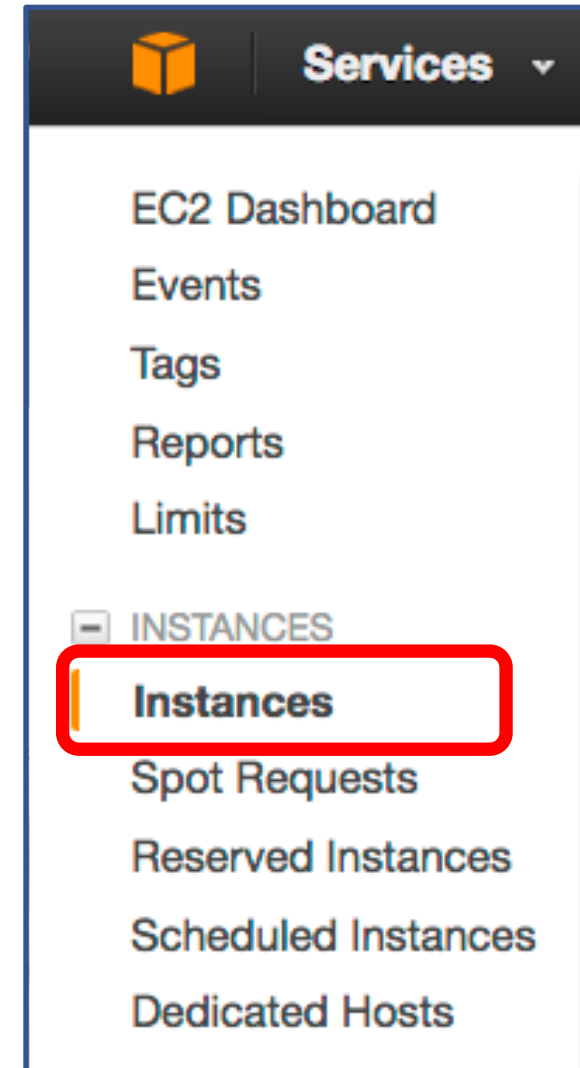 Services
EC2 Dashboard
Events
Tags
Reports
Limits
INSTANCES
Instances
Spot Requests
Reserved Instances
Scheduled Instances
Dedicated Hosts